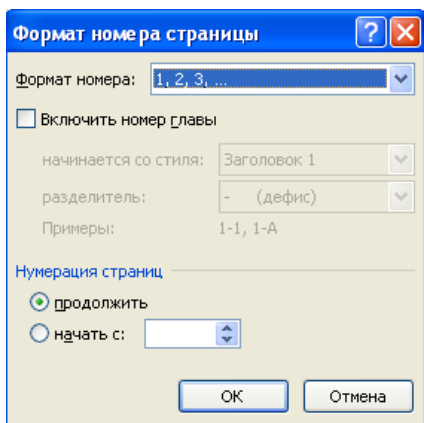 Формат номера страницы
Формат номера: 1, 2, 3, ...
Включить номер главы
начинается со стиля: Заголовок 1
разделитель: - (дефис)
Примеры: 1-1, 1-A
Нумерация страниц
продолжить
начать с:
ОК Отмена